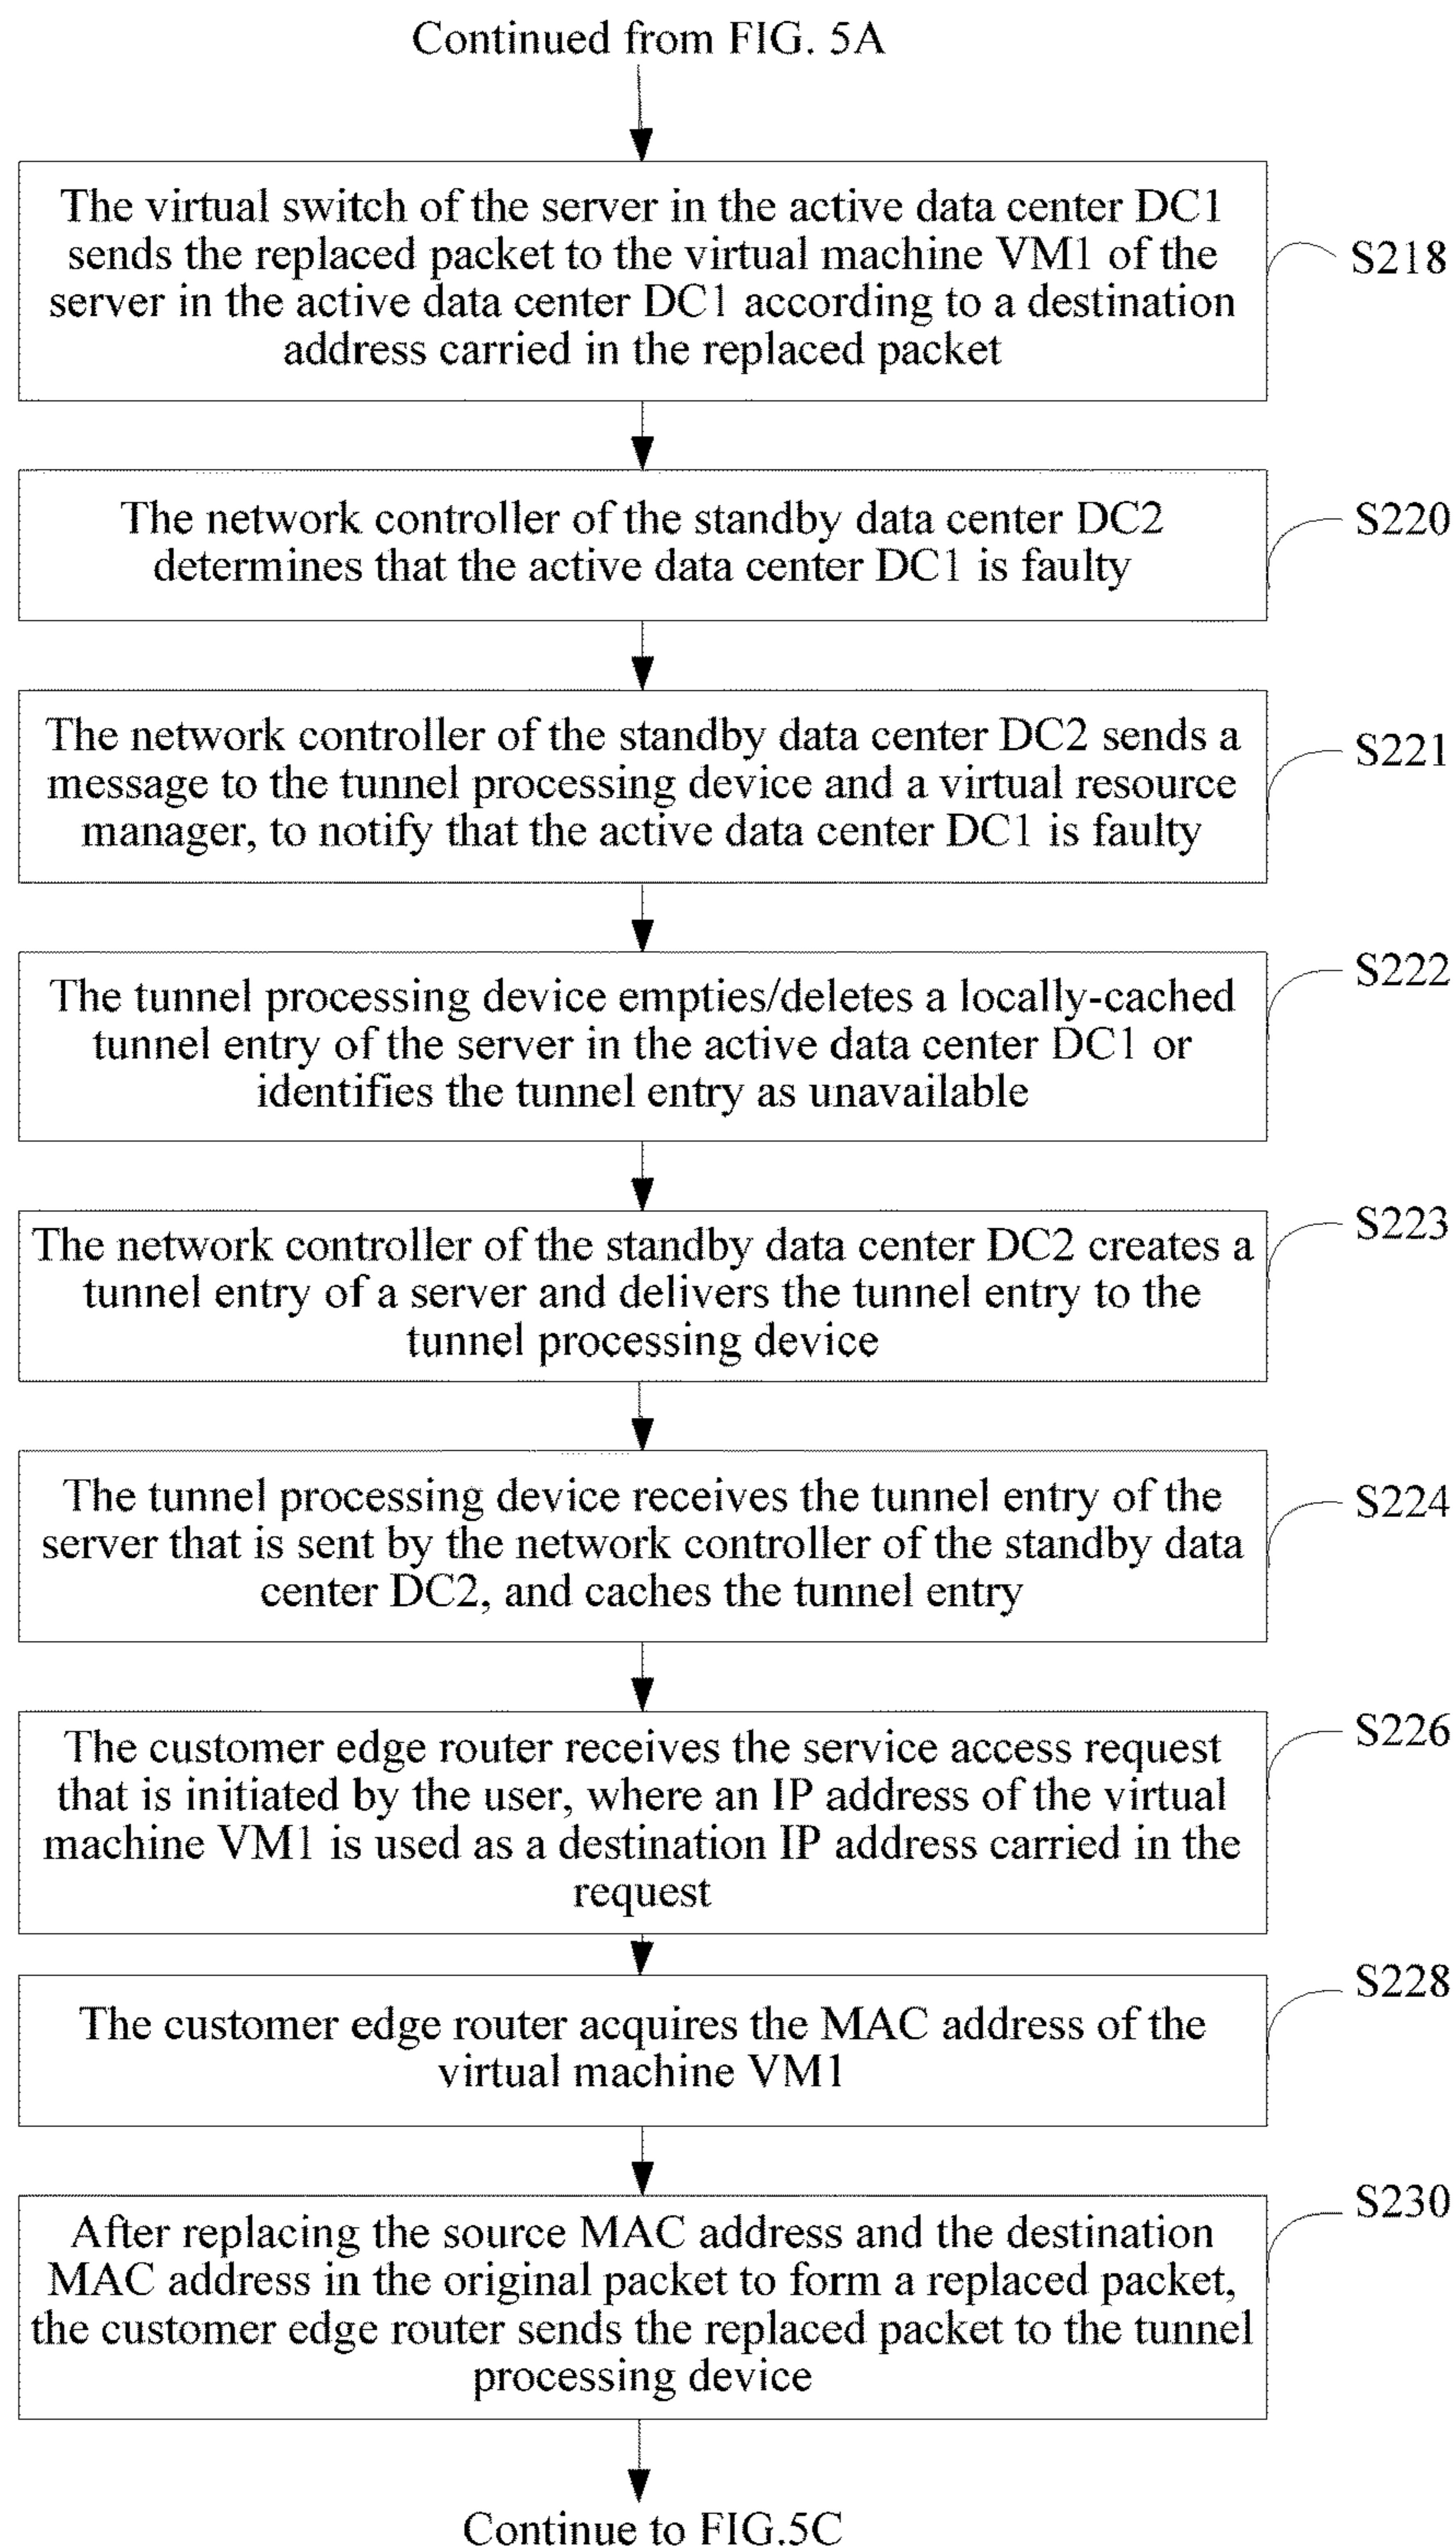 Continued from FIG. 5A
The virtual switch of the server in the active data center DC1
sends the replaced packet to the virtual machine VM1 of the
server in the active data center DC1 according to a destination
address carried in the replaced packet
S218
The network controller of the standby data center DC2
determines that the active data center DC1 is faulty
S220
The network controller of the standby data center DC2 sends a
message to the tunnel processing device and a virtual resource
manager, to notify that the active data center DC1 is faulty
S221
The tunnel processing device empties/deletes a locally-cached
tunnel entry of the server in the active data center DC1 or
identifies the tunnel entry as unavailable
S222
The network controller of the standby data center DC2 creates a
tunnel entry of a server and delivers the tunnel entry to the
tunnel processing device
S223
The tunnel processing device receives the tunnel entry of the
server that is sent by the network controller of the standby data
center DC2, and caches the tunnel entry
S224
The customer edge router receives the service access request
that is initiated by the user, where an IP address of the virtual
machine VM1 is used as a destination IP address carried in the
request
S226
The customer edge router acquires the MAC address of the
virtual machine VM1
S228
After replacing the source MAC address and the destination
MAC address in the original packet to form a replaced packet,
the customer edge router sends the replaced packet to the tunnel
processing device
S230
Continue to FIG.5C